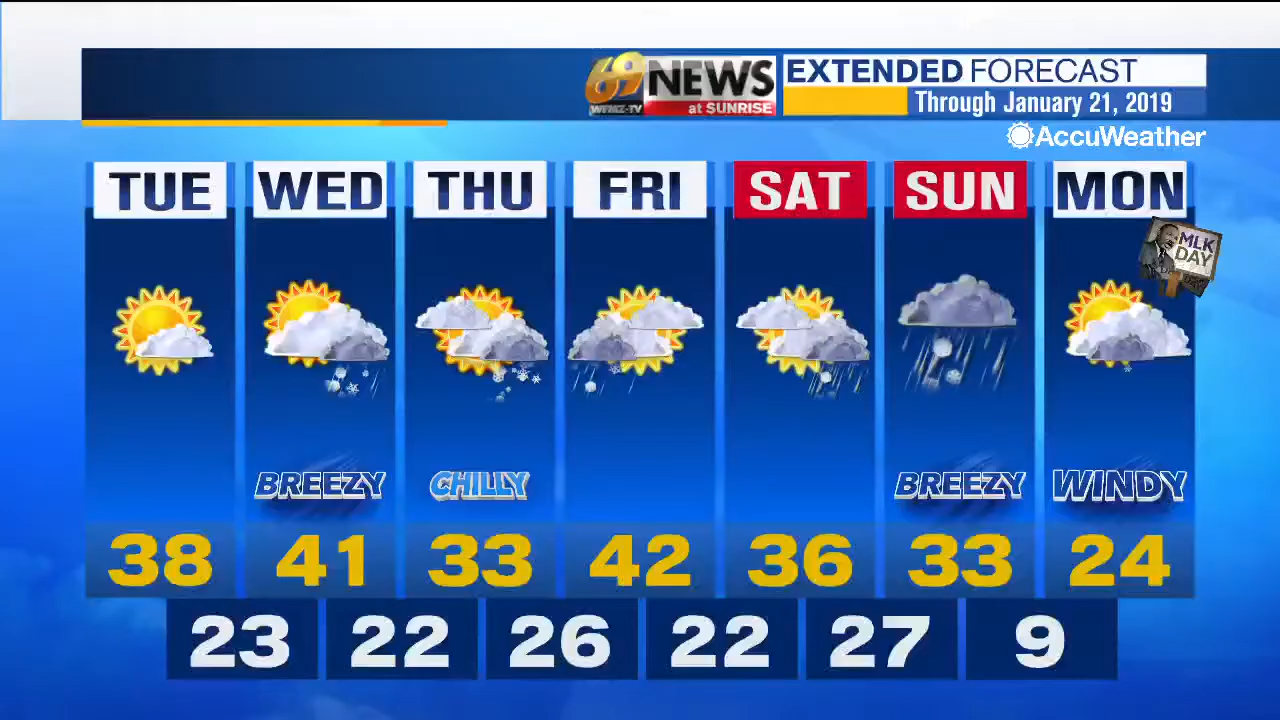 69 NEWS
WFMZ-TV
at SUNRISE
EXTENDED FORECAST
Through January 21, 2019
AccuWeather
TUE WED THU FRI SAT SUN MON
MLK
DAY
BREEZY CHILLY BREEZY WINDY
38 41 33 42 36 33 24
23 22 26 22 27 9